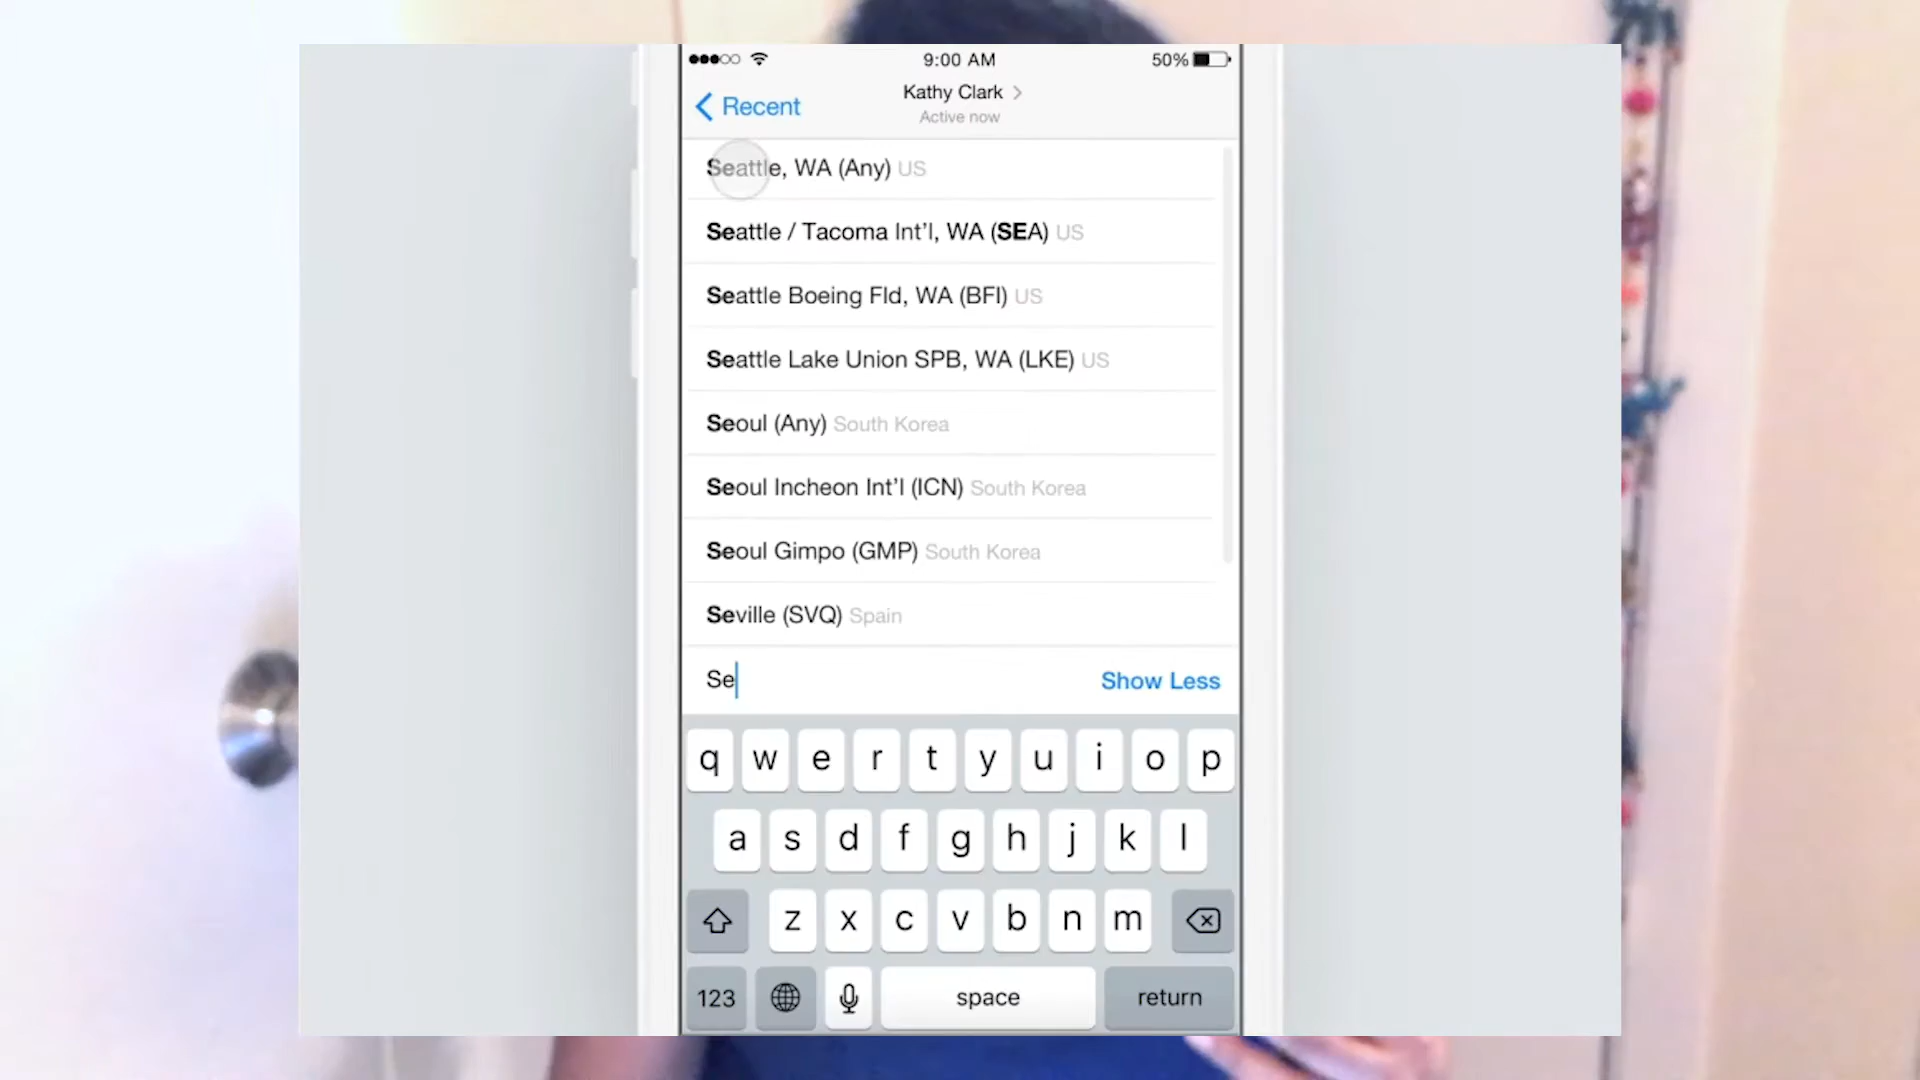 9:00 AM
50%
Recent
Kathy Clark
Active now
Seattle, WA (Any) US
Seattle / Tacoma Int'l, WA (SEA) US
Seattle Boeing Fld, WA (BFI) US
Seattle Lake Union SPB, WA (LKE) US
Seoul (Any) South Korea
Seoul Incheon Int'l (ICN) South Korea
Seoul Gimpo (GMP) South Korea
Seville (SVQ) Spain
Se
Show Less
q w e r t y u i o p
a s d f g h j k l
z x c v b n m
123 space return